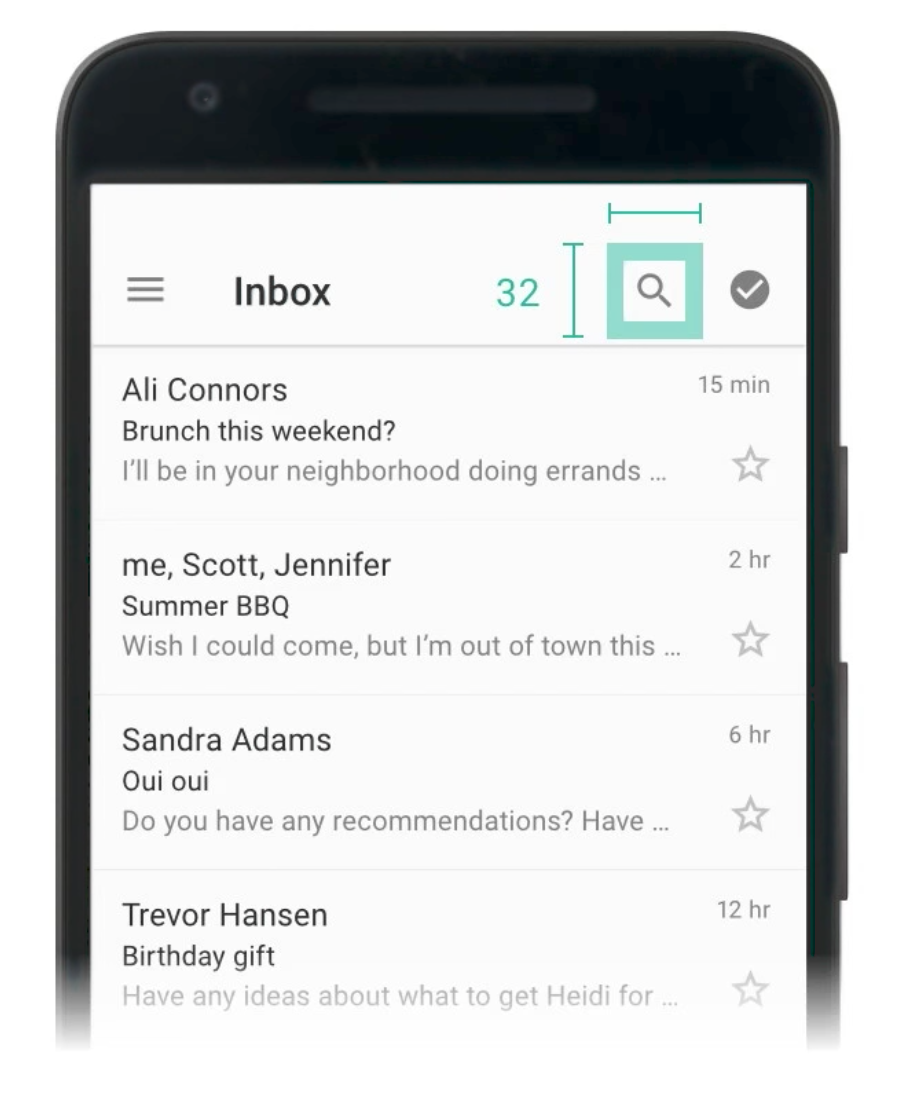 Inbox
32
Ali Connors
15 min
Brunch this weekend?
I’ll be in your neighborhood doing errands ...
me, Scott, Jennifer
2 hr
Summer BBQ
Wish I could come, but I’m out of town this ...
Sandra Adams
6 hr
Oui oui
Do you have any recommendations? Have ...
Trevor Hansen
12 hr
Birthday gift
Have any ideas about what to get Heidi for ...